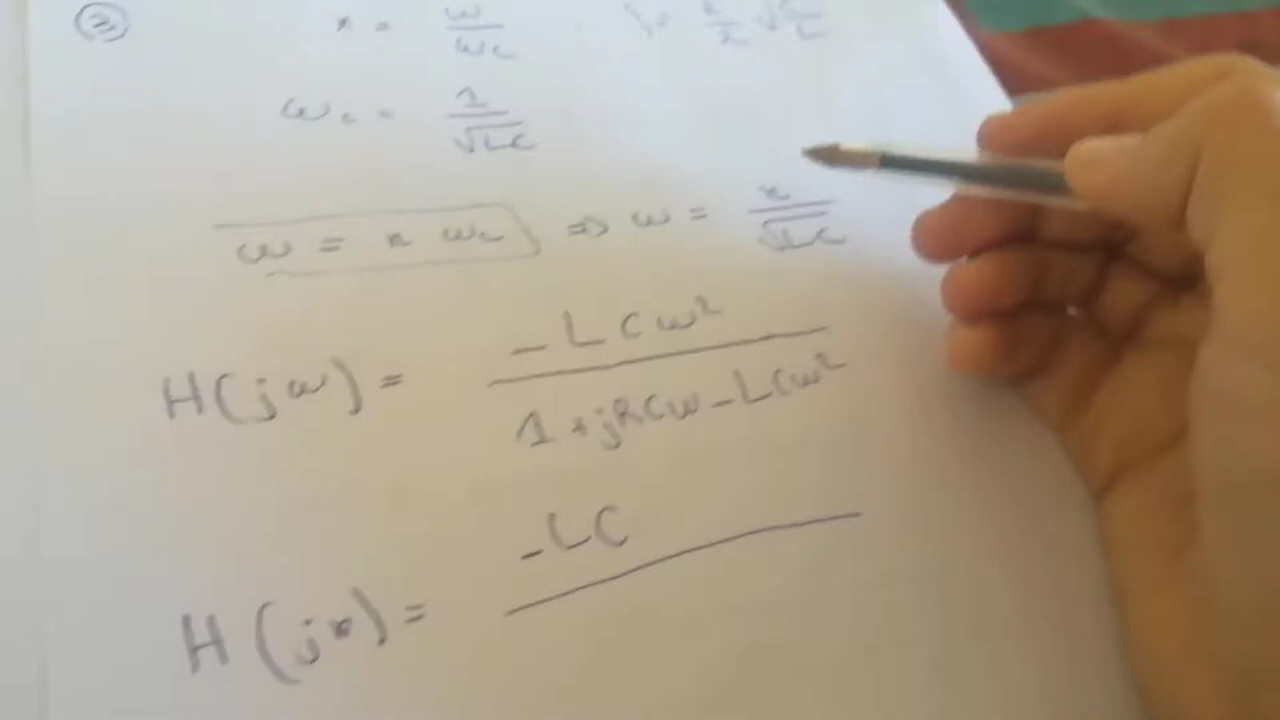 ② x = ω/ωc
ωc = 1/√LC
ω = x ωc ⇒ ω = x/√LC
H(jω) = -LCω²/1+jRCω-LCω²
H(jx) = -LC